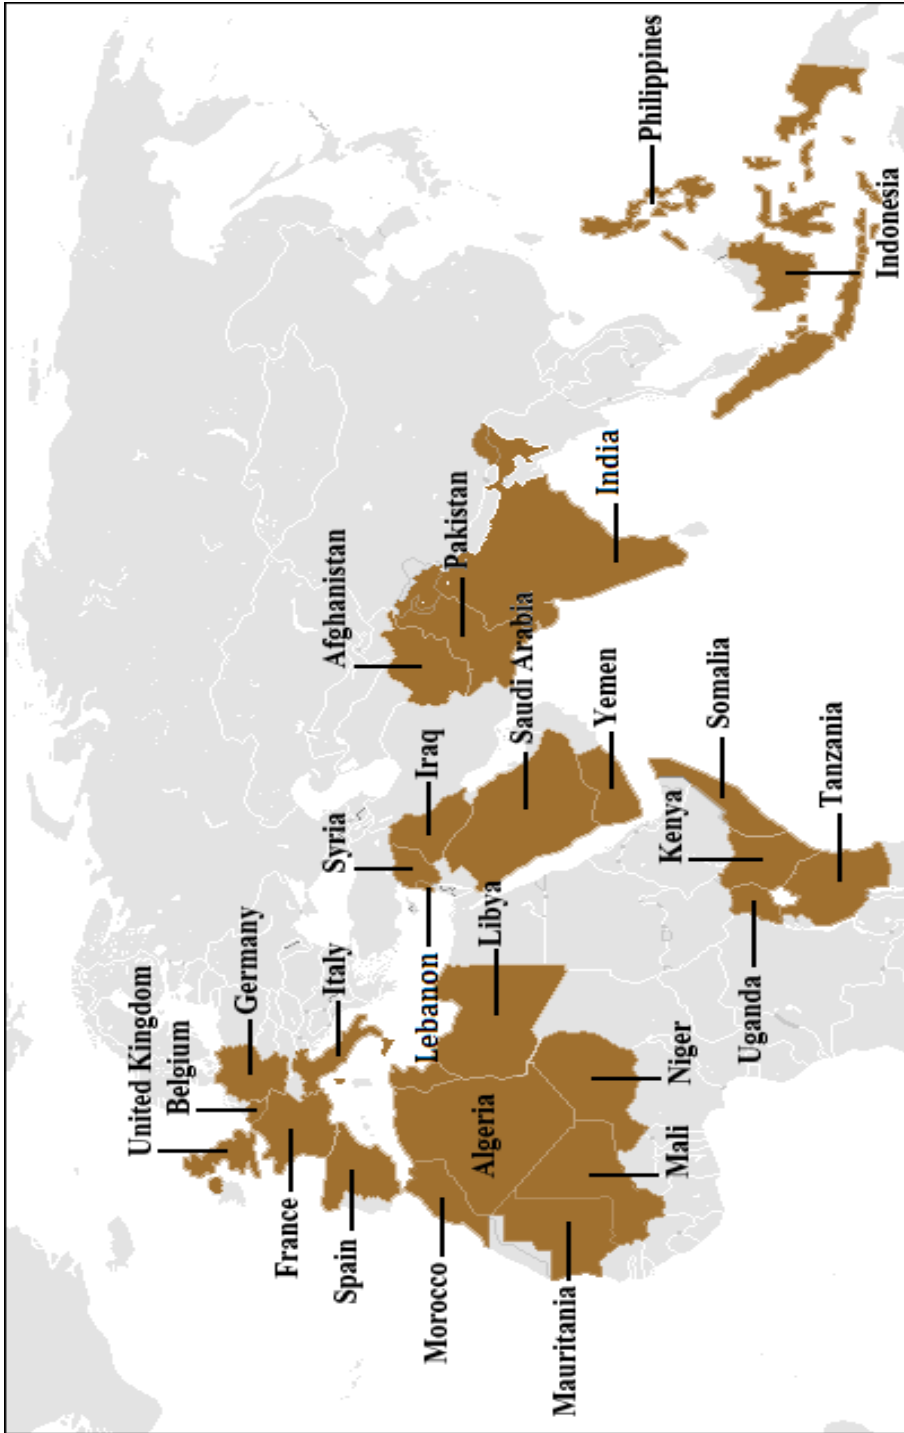 United Kingdom
Belgium
Germany
France
Italy
Spain
Syria
Afghanistan
Iraq
Lebanon
Morocco
Pakistan
Algeria
Libya
Saudi Arabia
Mauritania
Yemen
India
Philippines
Niger
Mali
Kenya
Somalia
Uganda
Tanzania
Indonesia